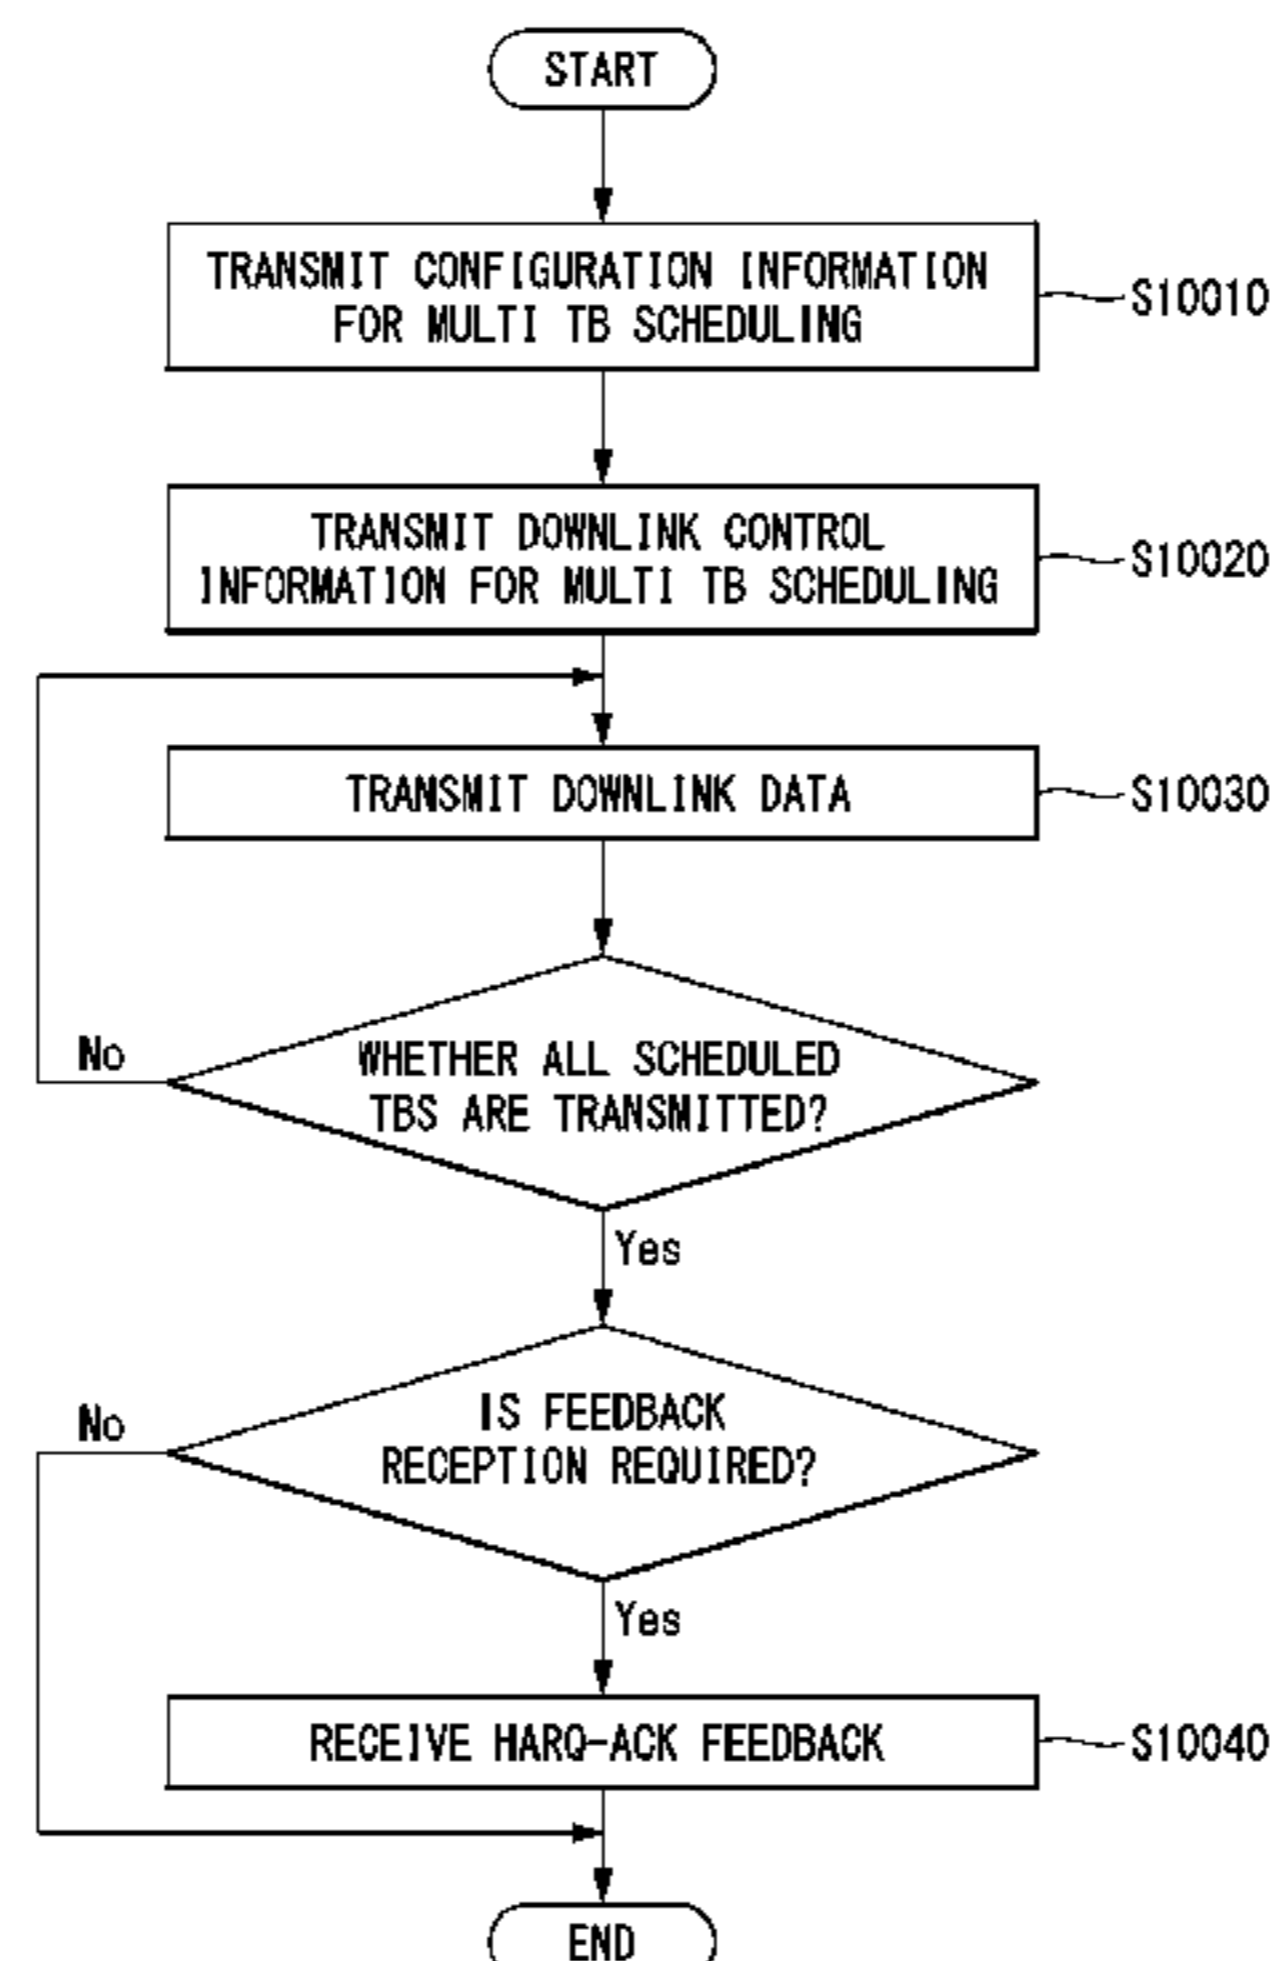 START
TRANSMIT CONFIGURATION INFORMATION
FOR MULTI TB SCHEDULING
S10010
TRANSMIT DOWNLINK CONTROL
INFORMATION FOR MULTI TB SCHEDULING
S10020
TRANSMIT DOWNLINK DATA
S10030
WHETHER ALL SCHEDULED
TBS ARE TRANSMITTED?
No
Yes
IS FEEDBACK
RECEPTION REQUIRED?
No
Yes
RECEIVE HARQ-ACK FEEDBACK
S10040
END